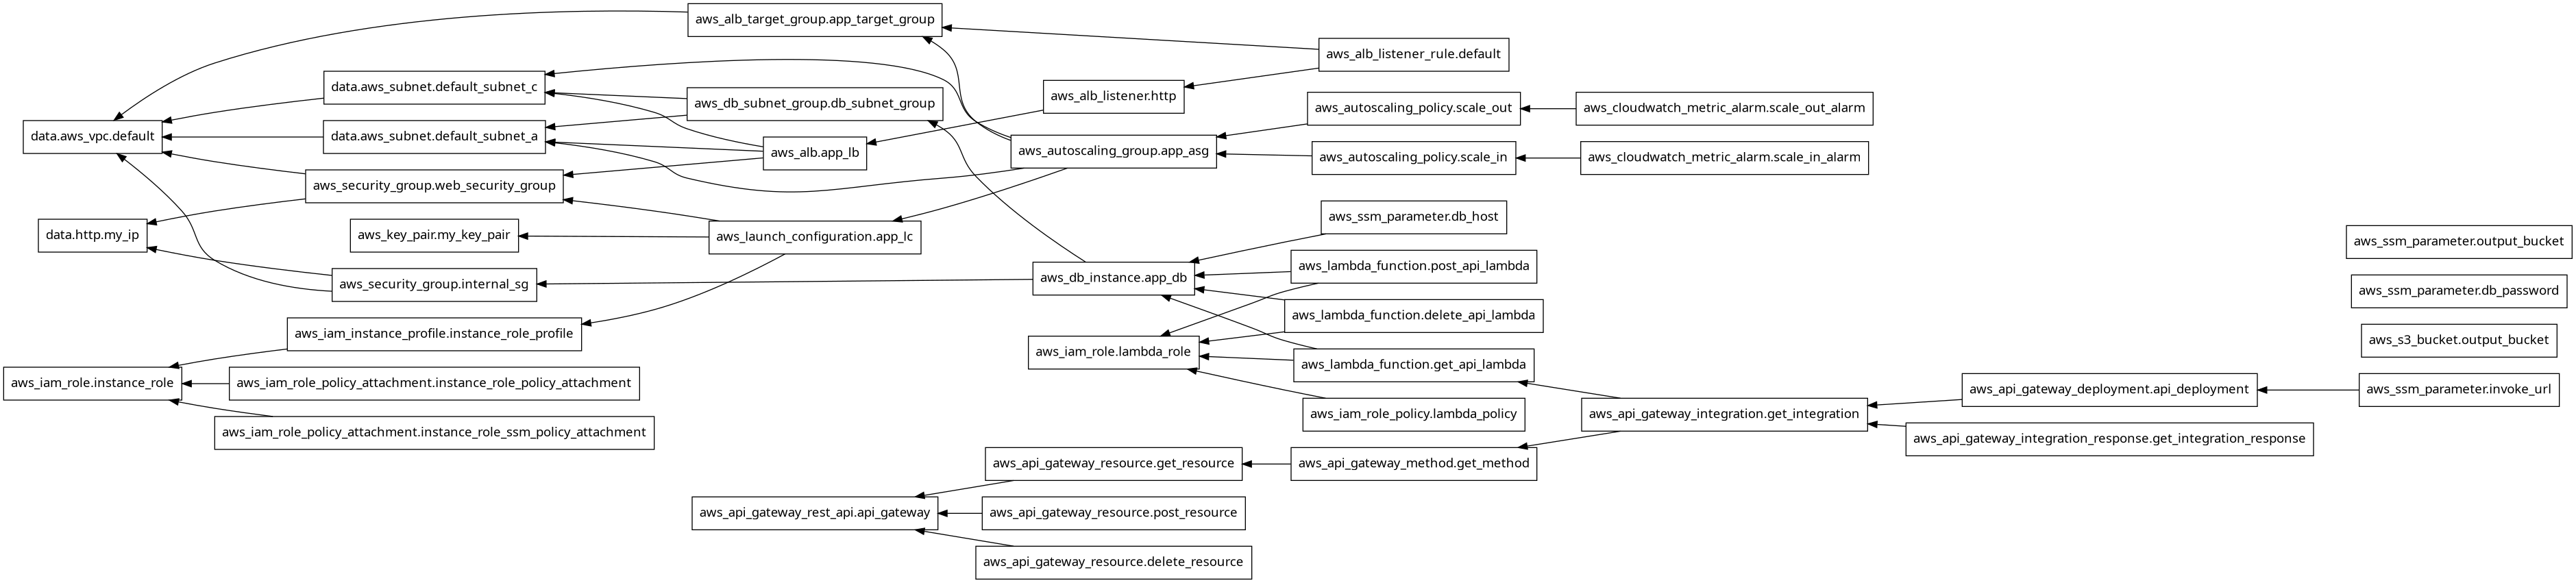 aws_alb_target_group.app_target_group
aws_alb_listener_rule.default
data.aws_subnet.default_subnet_c
aws_alb_listener.http
aws_db_subnet_group.db_subnet_group
aws_autoscaling_policy.scale_out
aws_cloudwatch_metric_alarm.scale_out_alarm
data.aws_vpc.default
data.aws_subnet.default_subnet_a
aws_alb.app_lb
aws_autoscaling_group.app_asg
aws_autoscaling_policy.scale_in
aws_cloudwatch_metric_alarm.scale_in_alarm
aws_security_group.web_security_group
aws_ssm_parameter.db_host
data.http.my_ip
aws_key_pair.my_key_pair
aws_launch_configuration.app_lc
aws_ssm_parameter.output_bucket
aws_lambda_function.post_api_lambda
aws_security_group.internal_sg
aws_db_instance.app_db
aws_ssm_parameter.db_password
aws_lambda_function.delete_api_lambda
aws_iam_instance_profile.instance_role_profile
aws_s3_bucket.output_bucket
aws_iam_role.lambda_role
aws_lambda_function.get_api_lambda
aws_iam_role.instance_role
aws_iam_role_policy_attachment.instance_role_policy_attachment
aws_api_gateway_deployment.api_deployment
aws_ssm_parameter.invoke_url
aws_iam_role_policy.lambda_policy
aws_api_gateway_integration.get_integration
aws_iam_role_policy_attachment.instance_role_ssm_policy_attachment
aws_api_gateway_integration_response.get_integration_response
aws_api_gateway_resource.get_resource
aws_api_gateway_method.get_method
aws_api_gateway_rest_api.api_gateway
aws_api_gateway_resource.post_resource
aws_api_gateway_resource.delete_resource